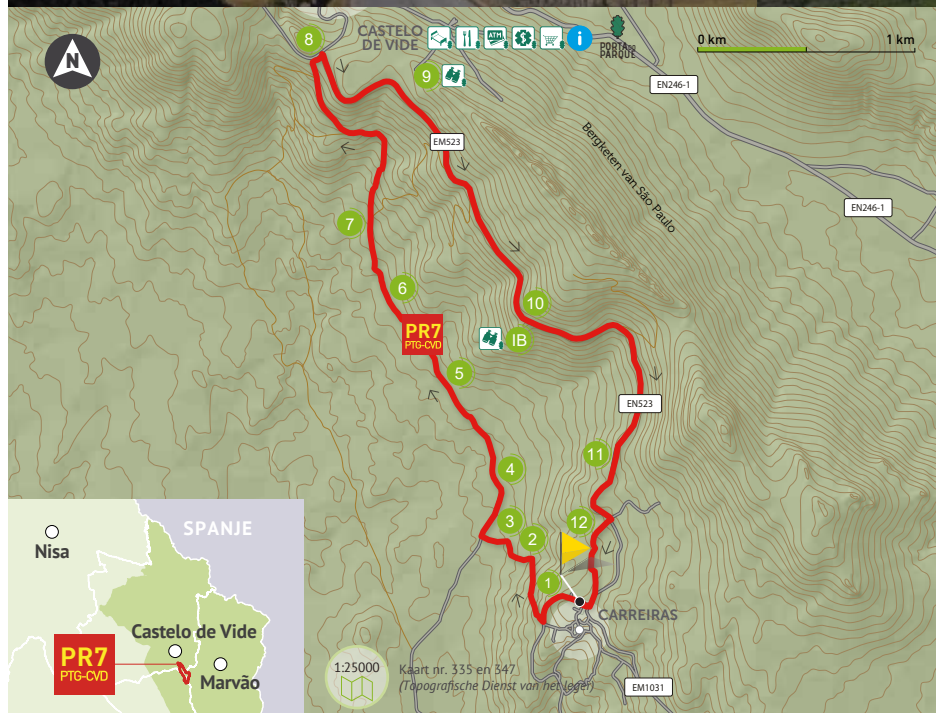 8
CASTELO
DE VIDE
ATM
i
PORTA DO
PARQUE
0 km
1 km
N
9
EN246-1
EM523
Bergketen van São Paulo
EN246-1
7
6
10
PR7
PTG-CVD
IB
5
EN523
11
4
3
12
2
1
CARREIRAS
SPANJE
Nisa
Castelo de Vide
PR7
PTG-CVD
Marvão
1:25000
Kaart nr. 335 en 347
(Topografische Dienst van het leger)
EM1031